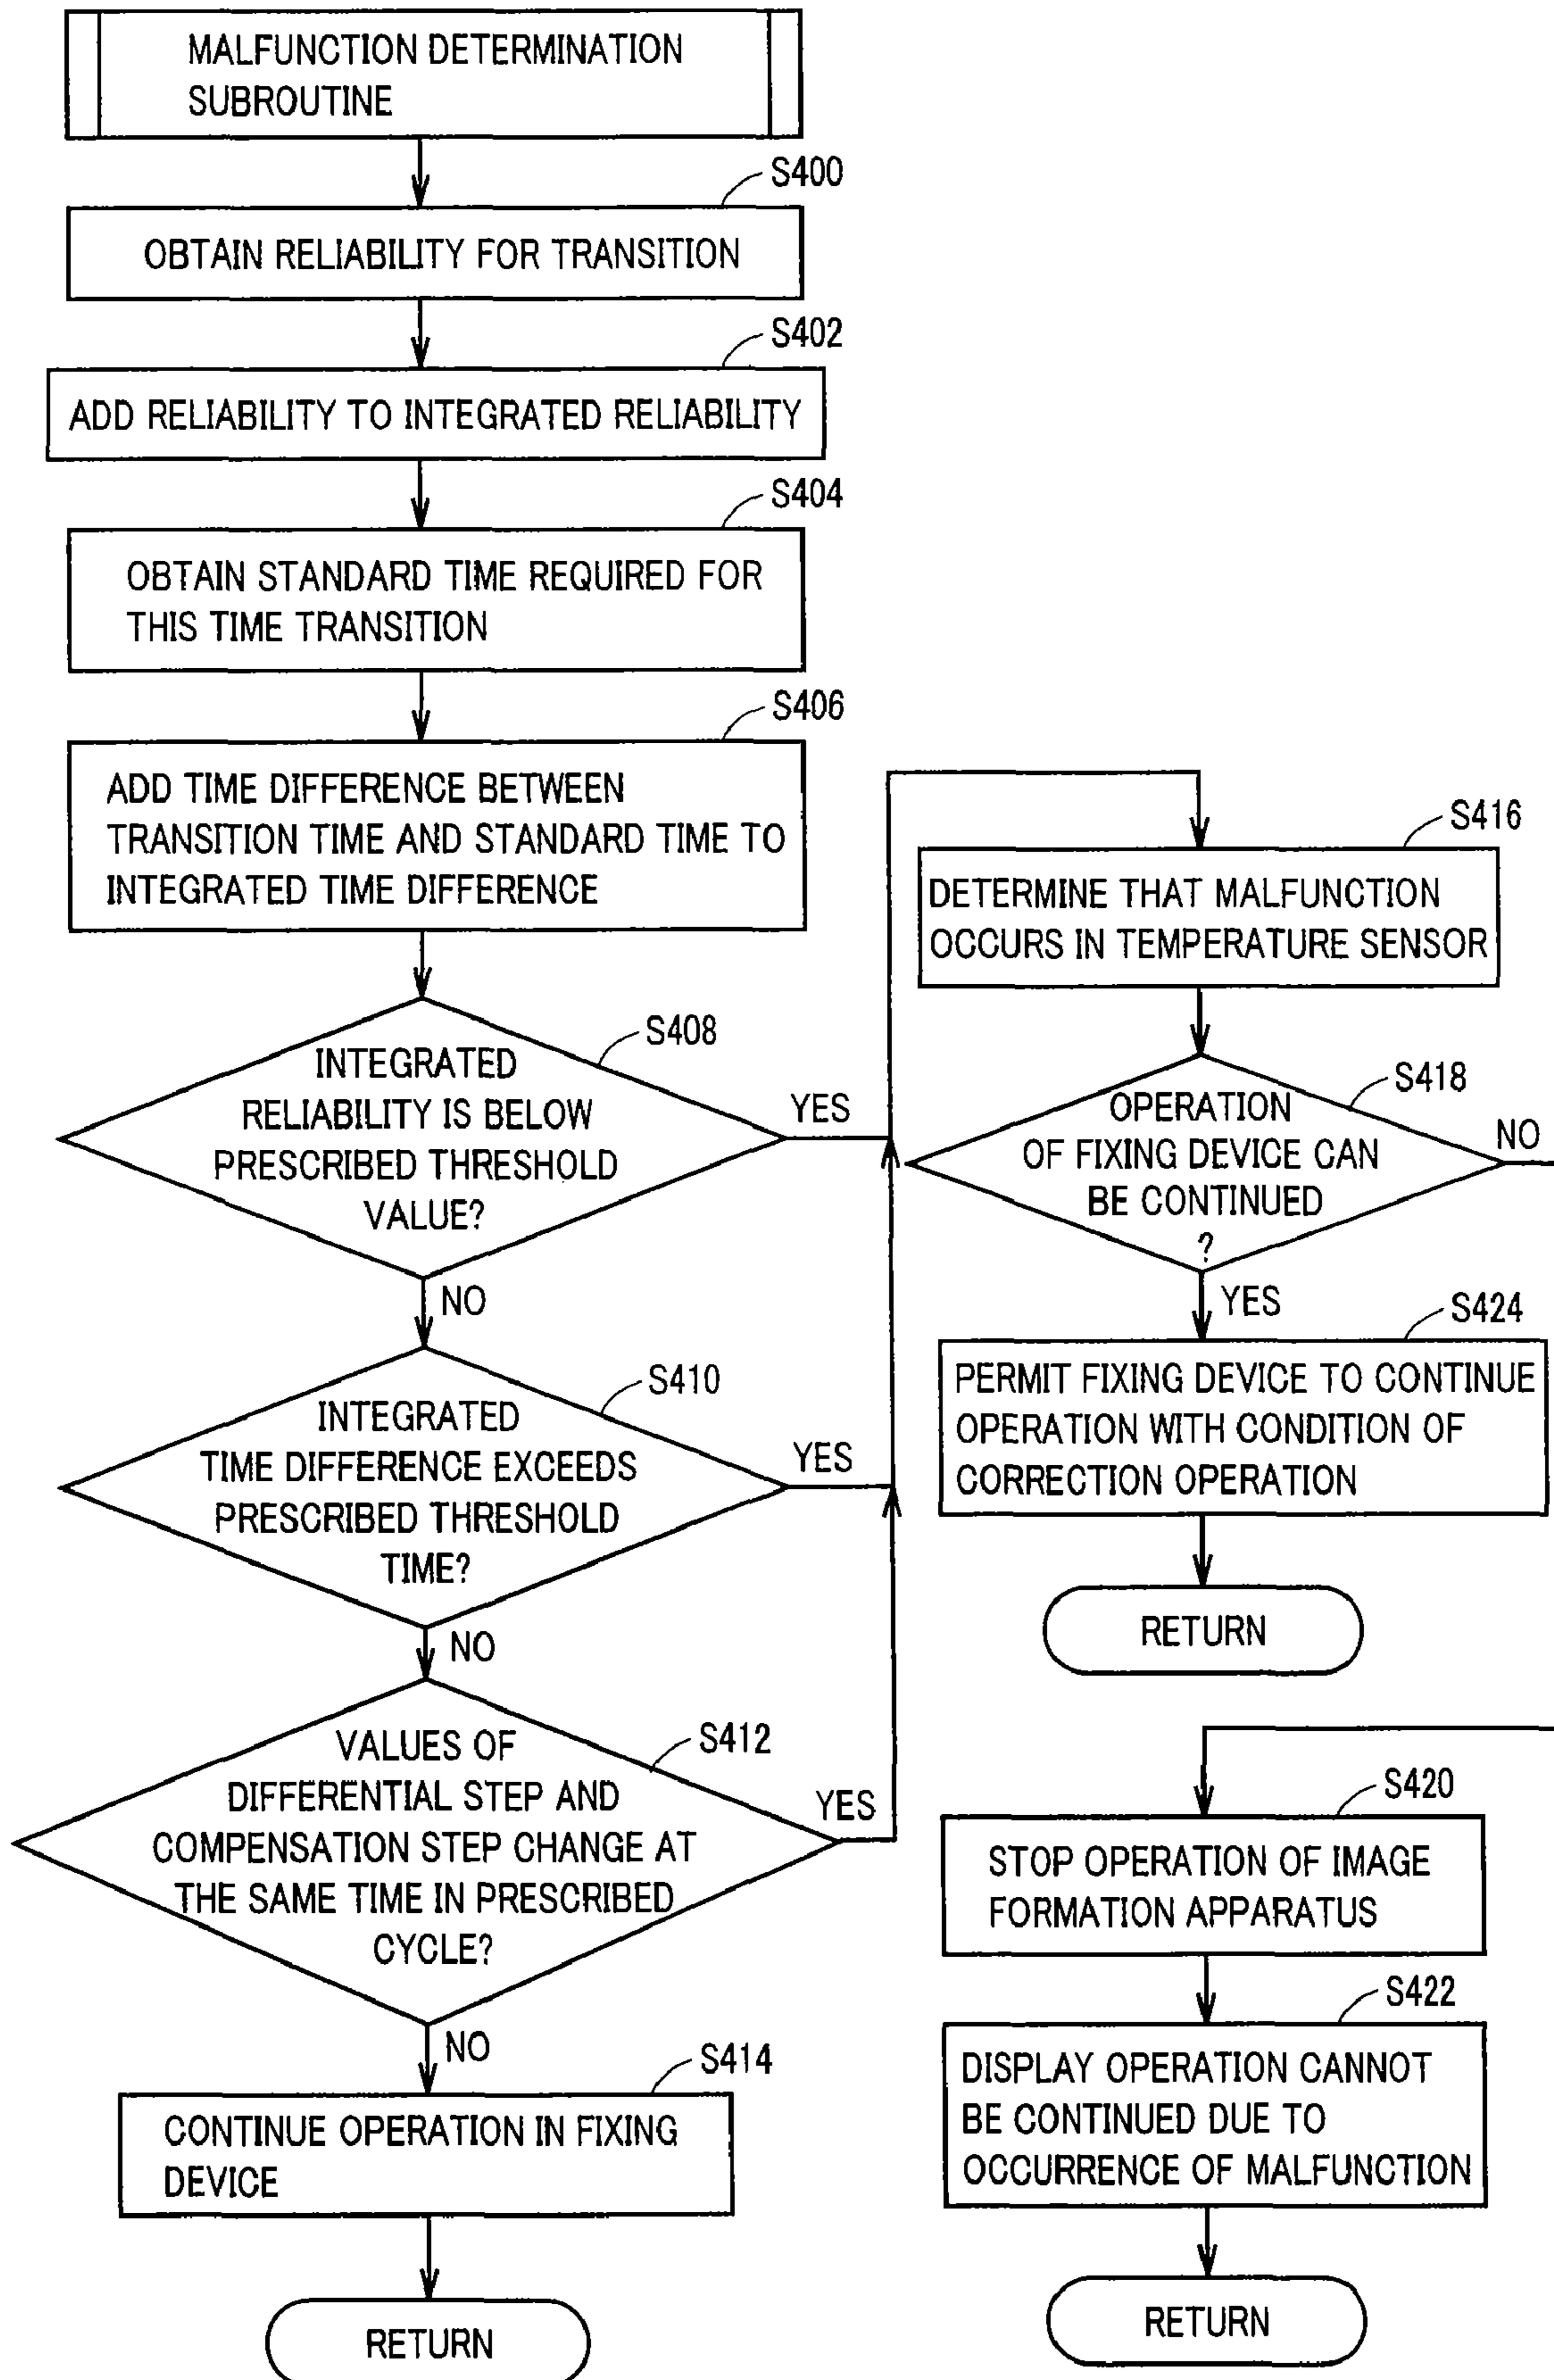 MALFUNCTION DETERMINATION
SUBROUTINE
S400
OBTAIN RELIABILITY FOR TRANSITION
S402
ADD RELIABILITY TO INTEGRATED RELIABILITY
S404
OBTAIN STANDARD TIME REQUIRED FOR
THIS TIME TRANSITION
S406
ADD TIME DIFFERENCE BETWEEN
TRANSITION TIME AND STANDARD TIME TO
INTEGRATED TIME DIFFERENCE
S408
INTEGRATED
RELIABILITY IS BELOW
PRESCRIBED THRESHOLD
VALUE?
YES
NO
S410
INTEGRATED
TIME DIFFERENCE EXCEEDS
PRESCRIBED THRESHOLD
TIME?
YES
NO
S412
VALUES OF
DIFFERENTIAL STEP AND
COMPENSATION STEP CHANGE AT
THE SAME TIME IN PRESCRIBED
CYCLE?
YES
NO
S414
CONTINUE OPERATION IN FIXING
DEVICE
RETURN
S416
DETERMINE THAT MALFUNCTION
OCCURS IN TEMPERATURE SENSOR
S418
OPERATION
OF FIXING DEVICE CAN
BE CONTINUED
?
NO
YES
S424
PERMIT FIXING DEVICE TO CONTINUE
OPERATION WITH CONDITION OF
CORRECTION OPERATION
RETURN
S420
STOP OPERATION OF IMAGE
FORMATION APPARATUS
S422
DISPLAY OPERATION CANNOT
BE CONTINUED DUE TO
OCCURRENCE OF MALFUNCTION
RETURN